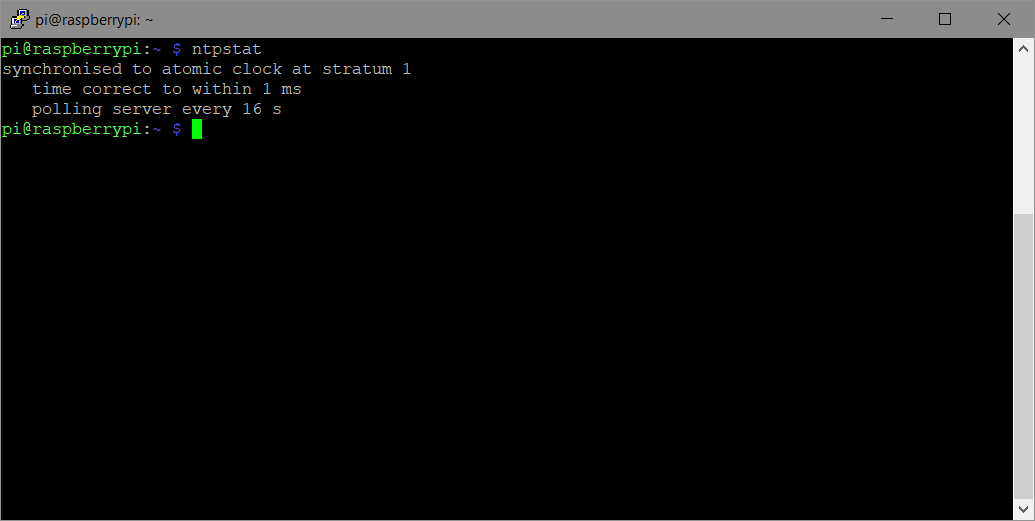 pi@raspberrypi: ~
pi@raspberrypi:~ $ ntpstat
synchronised to atomic clock at stratum 1
   time correct to within 1 ms
   polling server every 16 s
pi@raspberrypi:~ $